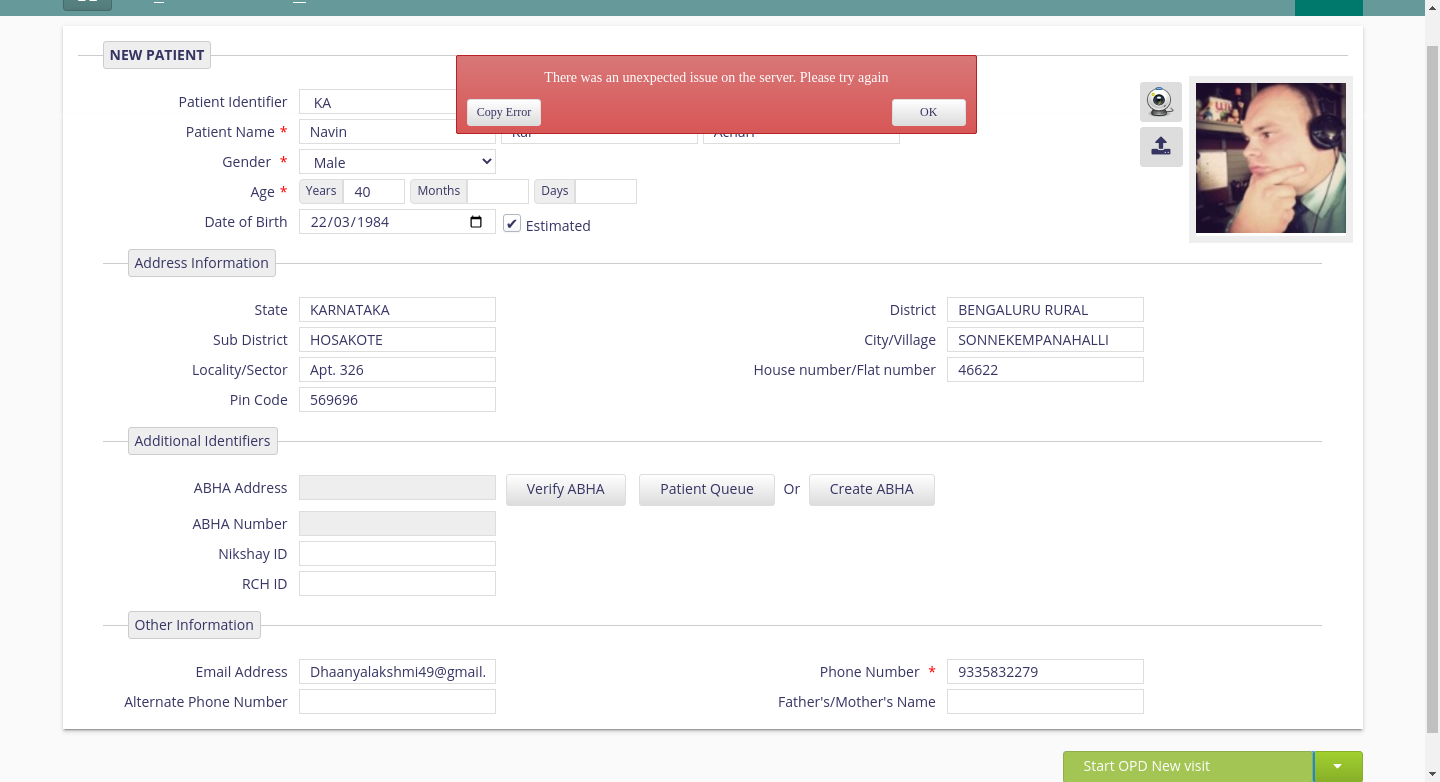 NEW PATIENT
There was an unexpected issue on the server. Please try again
Copy Error OK
Patient Identifier KA
Patient Name * Navin
Gender * Male
Age * Years 40 Months Days
Date of Birth 22/03/1984 Estimated
Address Information
State KARNATAKA District BENGALURU RURAL
Sub District HOSAKOTE City/Village SONNEKEMPANAHALLI
Locality/Sector Apt. 326 House number/Flat number 46622
Pin Code 569696
Additional Identifiers
ABHA Address Verify ABHA Patient Queue Or Create ABHA
ABHA Number
Nikshay ID
RCH ID
Other Information
Email Address Dhaanyalakshmi49@gmail. Phone Number * 9335832279
Alternate Phone Number Father's/Mother's Name
Start OPD New visit